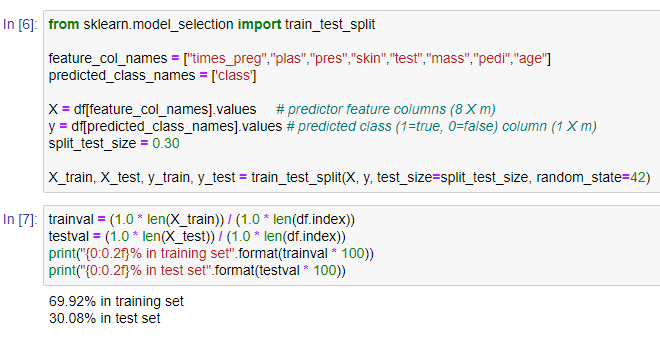 In [6]: from sklearn.model_selection import train_test_split
feature_col_names = ["times_preg","plas","pres","skin","test","mass","pedi","age"]
predicted_class_names = ['class']
X = df[feature_col_names].values # predictor feature columns (8 X m)
y = df[predicted_class_names].values # predicted class (1=true, 0=false) column (1 X m)
split_test_size = 0.30
X_train, X_test, y_train, y_test = train_test_split(X, y, test_size=split_test_size, random_state=42)
In [7]: trainval = (1.0 * len(X_train)) / (1.0 * len(df.index))
testval = (1.0 * len(X_test)) / (1.0 * len(df.index))
print("{0:0.2f}% in training set".format(trainval * 100))
print("{0:0.2f}% in test set".format(testval * 100))
69.92% in training set
30.08% in test set